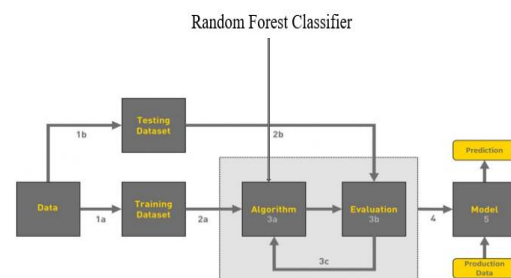 Random Forest Classifier
Testing
Dataset
1b
2b
Prediction
Data
1a
Training
Dataset
2a
Algorithm
3a
Evaluation
3b
4
Model
5
3c
Production
Data